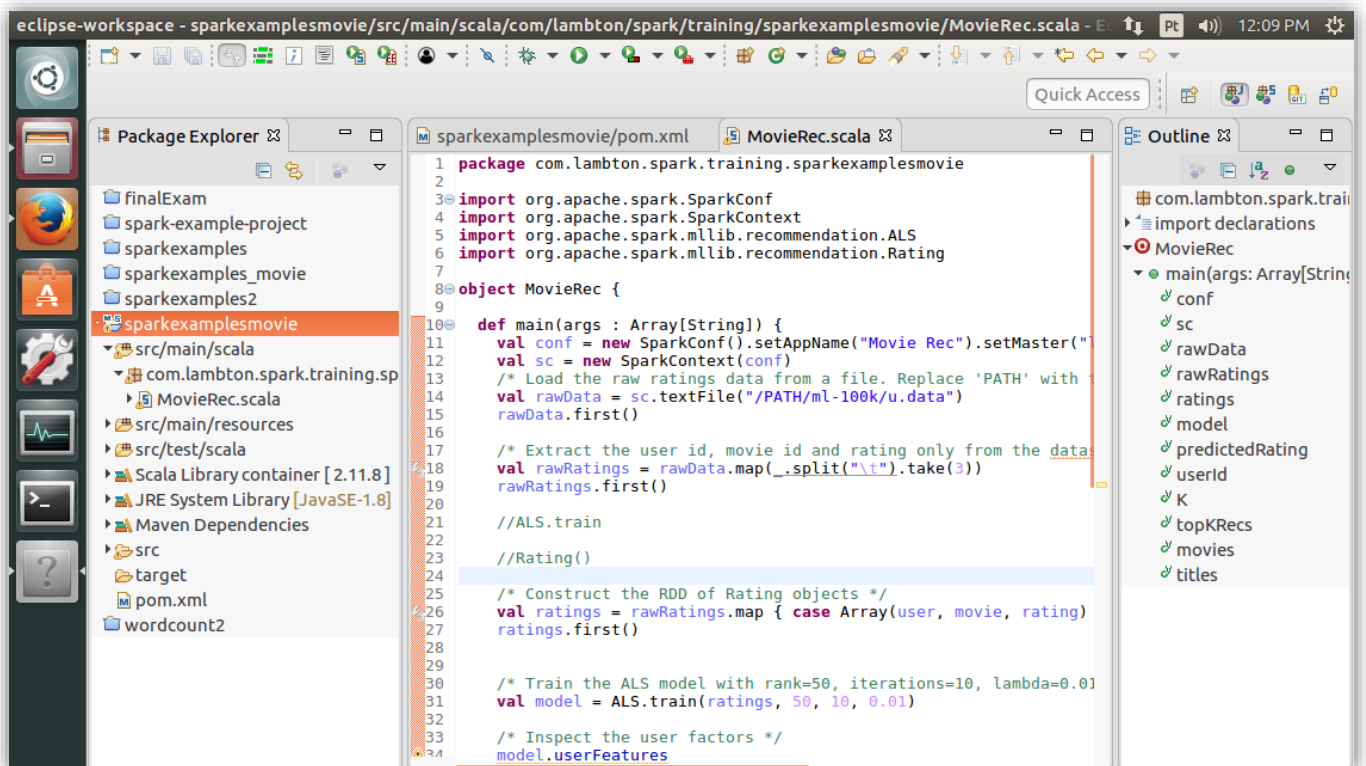 eclipse-workspace - sparkexamplesmovie/src/main/scala/com/lambton/spark/training/sparkexamplesmovie/MovieRec.scala - E
Pt
12:09 PM
Quick Access
Package Explorer
finalExam
spark-example-project
sparkexamples
sparkexamples_movie
sparkexamples2
sparkexamplesmovie
src/main/scala
com.lambton.spark.training.sp
MovieRec.scala
src/main/resources
src/test/scala
Scala Library container [ 2.11.8 ]
JRE System Library [JavaSE-1.8]
Maven Dependencies
src
target
pom.xml
wordcount2
sparkexamplesmovie/pom.xml
MovieRec.scala
1 package com.lambton.spark.training.sparkexamplesmovie
2
3 import org.apache.spark.SparkConf
4 import org.apache.spark.SparkContext
5 import org.apache.spark.mllib.recommendation.ALS
6 import org.apache.spark.mllib.recommendation.Rating
7
8 object MovieRec {
9
10 def main(args : Array[String]) {
11 val conf = new SparkConf().setAppName("Movie Rec").setMaster("l
12 val sc = new SparkContext(conf)
13 /* Load the raw ratings data from a file. Replace 'PATH' with t
14 val rawData = sc.textFile("/PATH/ml-100k/u.data")
15 rawData.first()
16
17 /* Extract the user id, movie id and rating only from the datas
18 val rawRatings = rawData.map(_.split("\t").take(3))
19 rawRatings.first()
20
21 //ALS.train
22
23 //Rating()
24
25 /* Construct the RDD of Rating objects */
26 val ratings = rawRatings.map { case Array(user, movie, rating)
27 ratings.first()
28
29
30 /* Train the ALS model with rank=50, iterations=10, lambda=0.01
31 val model = ALS.train(ratings, 50, 10, 0.01)
32
33 /* Inspect the user factors */
34 model.userFeatures
Outline
com.lambton.spark.trai
import declarations
MovieRec
main(args: Array[String
conf
sc
rawData
rawRatings
ratings
model
predictedRating
userId
K
topKRecs
movies
titles